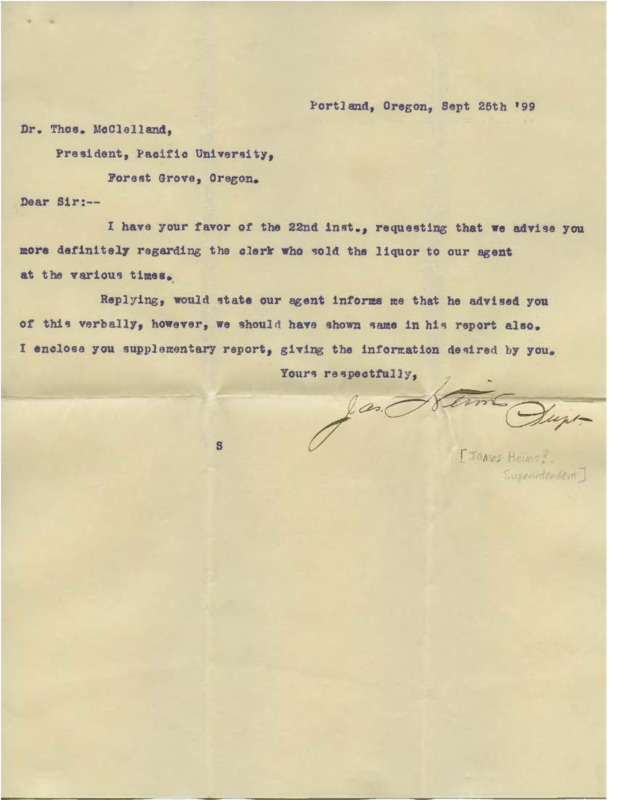 Portland, Oregon, Sept 25th '99
Dr. Thos. McClelland,
President, Pacific University,
Forest Grove, Oregon.
Dear Sir:--
I have your favor of the 22nd inst., requesting that we advise you
more definitely regarding the clerk who sold the liquor to our agent
at the various times.
Replying, would state our agent informs me that he advised you
of this verbally, however, we should have shown same in his report also.
I enclose you supplementary report, giving the information desired by you.
Yours respectfully,
Jas. Heims Supt.
S
[James Heims?,
Superintendent]